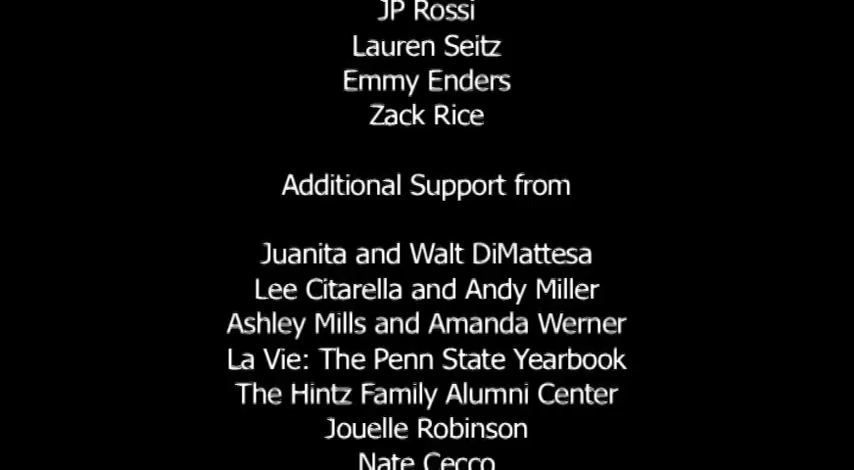 JP Rossi
Lauren Seitz
Emmy Enders
Zack Rice
Additional Support from
Juanita and Walt DiMattesa
Lee Citarella and Andy Miller
Ashley Mills and Amanda Werner
La Vie: The Penn State Yearbook
The Hintz Family Alumni Center
Jouelle Robinson
Nate Cecco